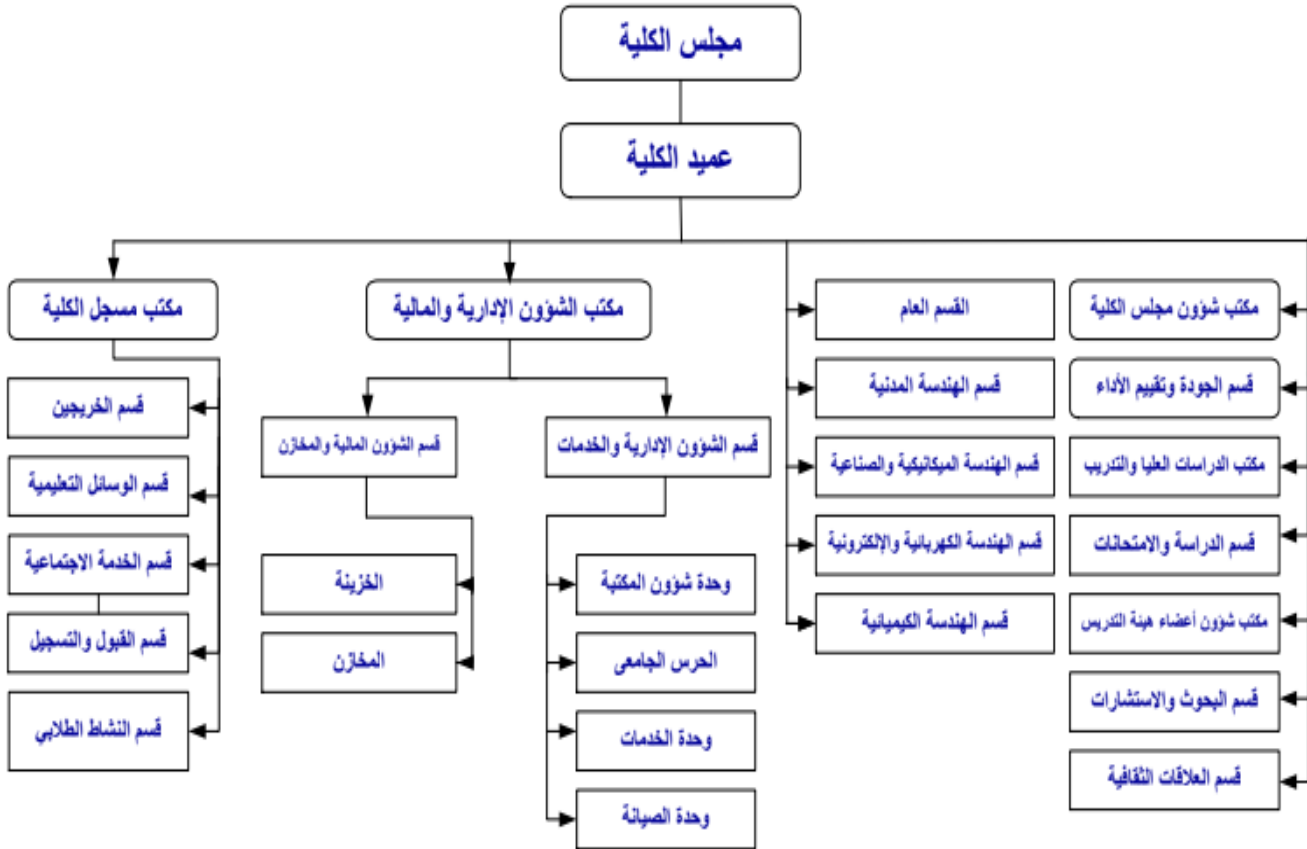 مجلس الكلية
عميد الكلية
مكتب شؤون مجلس الكلية
قسم الجودة وتقييم الأداء
مكتب الدراسات العليا والتدريب
قسم الدراسة والامتحانات
مكتب شؤون أعضاء هيئة التدريس
قسم البحوث والاستشارات
قسم العلاقات الثقافية
القسم العام
قسم الهندسة المدنية
قسم الهندسة الميكانيكية والصناعية
قسم الهندسة الكهربائية والإلكترونية
قسم الهندسة الكيميائية
مكتب الشؤون الإدارية والمالية
قسم الشؤون الإدارية والخدمات
وحدة شؤون المكتبة
الحرس الجامعى
وحدة الخدمات
وحدة الصيانة
قسم الشؤون المالية والمخازن
الخزينة
المخازن
مكتب مسجل الكلية
قسم الخريجين
قسم الوسائل التعليمية
قسم الخدمة الاجتماعية
قسم القبول والتسجيل
قسم النشاط الطلابي